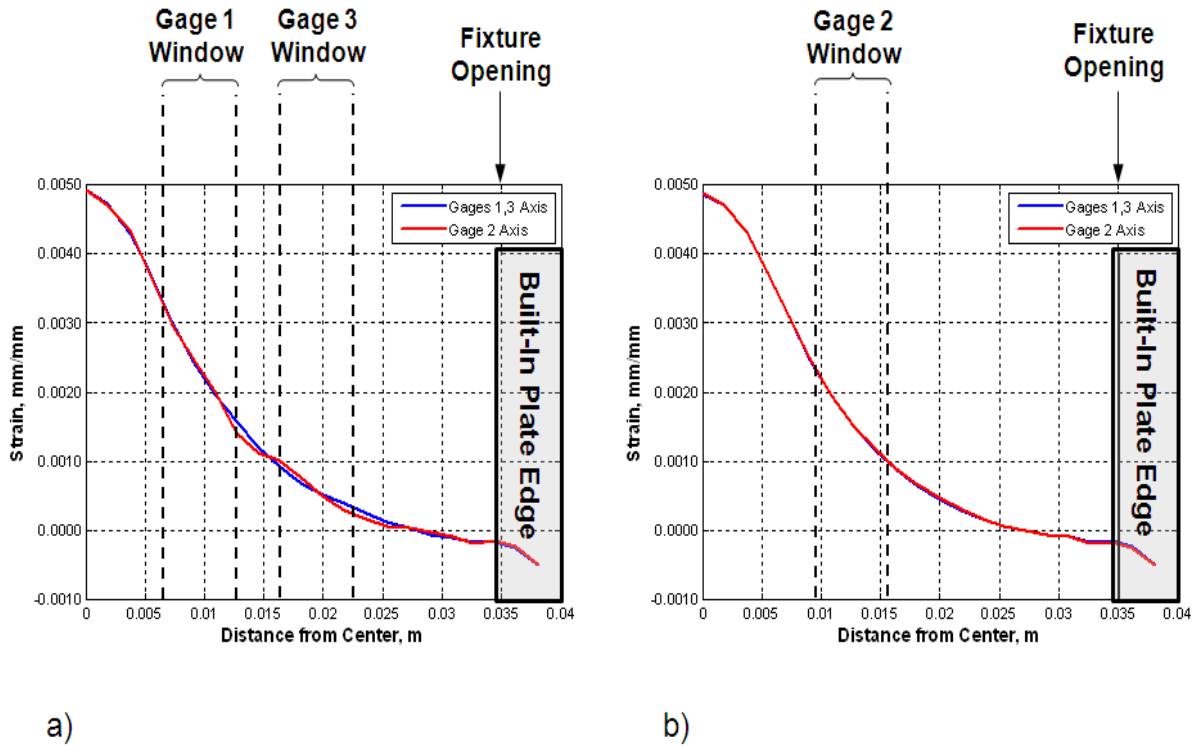 Gage 1
Window
Gage 3
Window
Fixture
Opening
0.0050
0.0040
0.0030
0.0020
0.0010
0.0000
-0.0010
Strain, mm/mm
Gages 1,3 Axis
Gage 2 Axis
Built-In Plate Edge
0 0.005 0.01 0.015 0.02 0.025 0.03 0.035 0.04
Distance from Center, m
a)
Gage 2
Window
Fixture
Opening
0.0050
0.0040
0.0030
0.0020
0.0010
0.0000
-0.0010
Strain, mm/mm
Gages 1,3 Axis
Gage 2 Axis
Built-In Plate Edge
0 0.005 0.01 0.015 0.02 0.025 0.03 0.035 0.04
Distance from Center, m
b)